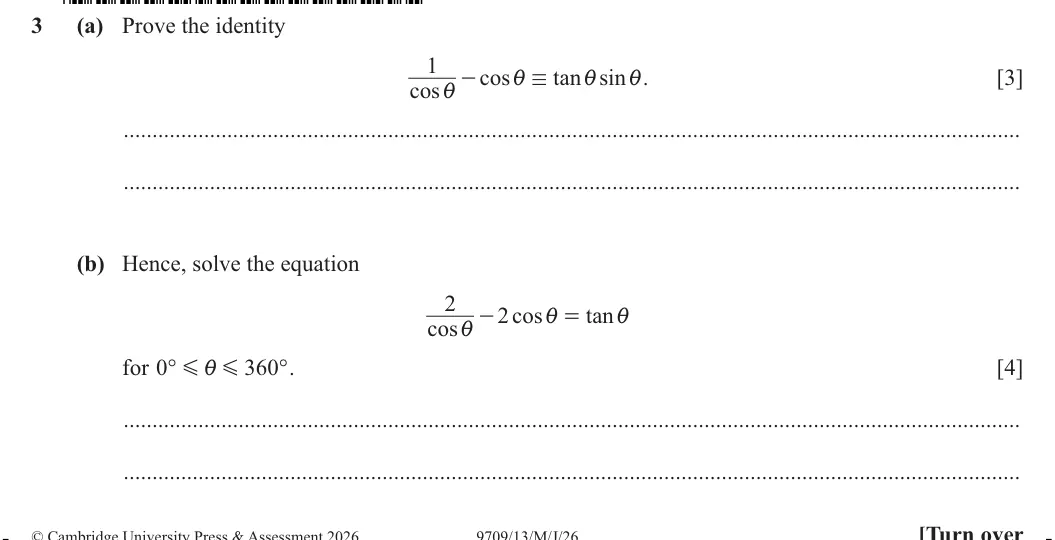 3 (a) Prove the identity
1/cos θ − cos θ ≡ tan θ sin θ. [3]
(b) Hence, solve the equation
2/cos θ − 2 cos θ = tan θ
for 0° ⩽ θ ⩽ 360°. [4]
© Cambridge University Press & Assessment 2026 9709/13/M/J/26 [Turn over